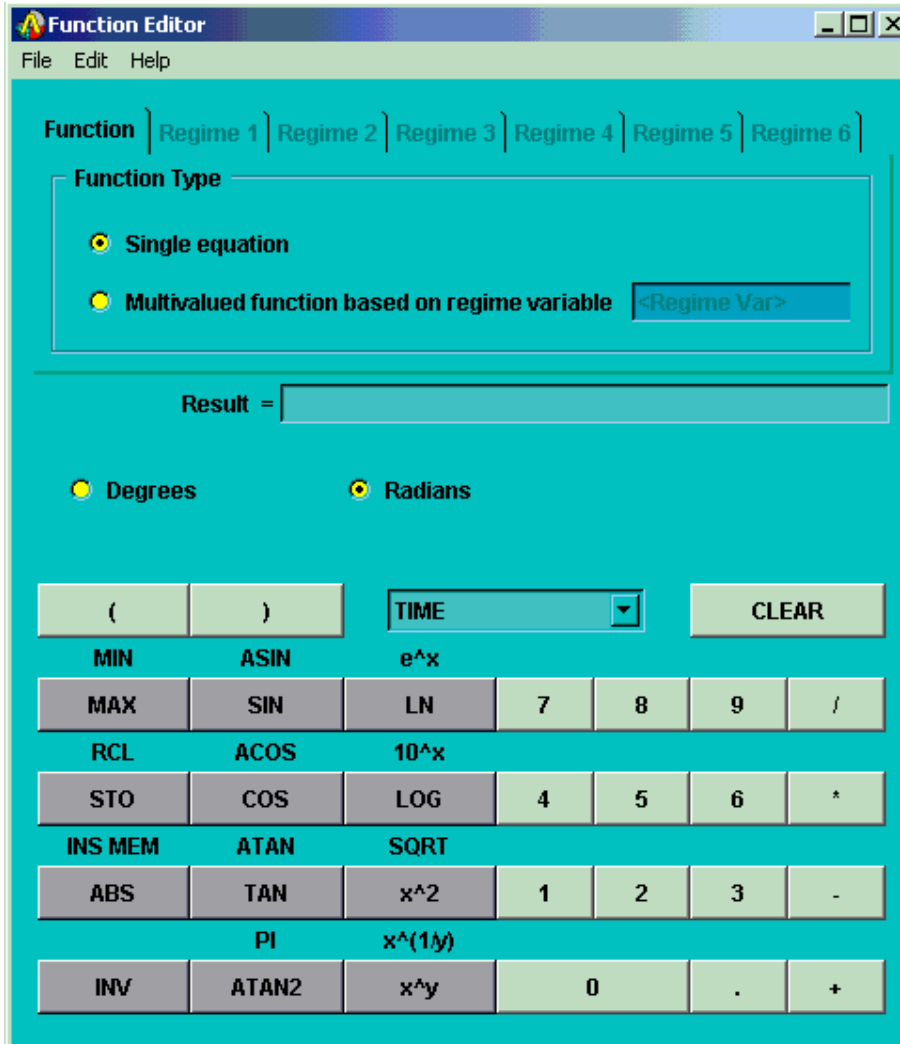 Function Editor
File Edit Help
Function Regime 1 Regime 2 Regime 3 Regime 4 Regime 5 Regime 6
Function Type
Single equation
Multivalued function based on regime variable <Regime Var>
Result =
Degrees Radians
( ) TIME CLEAR
MIN ASIN e^x
MAX SIN LN 7 8 9 /
RCL ACOS 10^x
STO COS LOG 4 5 6 *
INS MEM ATAN SQRT
ABS TAN x^2 1 2 3 -
PI x^(1/y)
INV ATAN2 x^y 0 . +